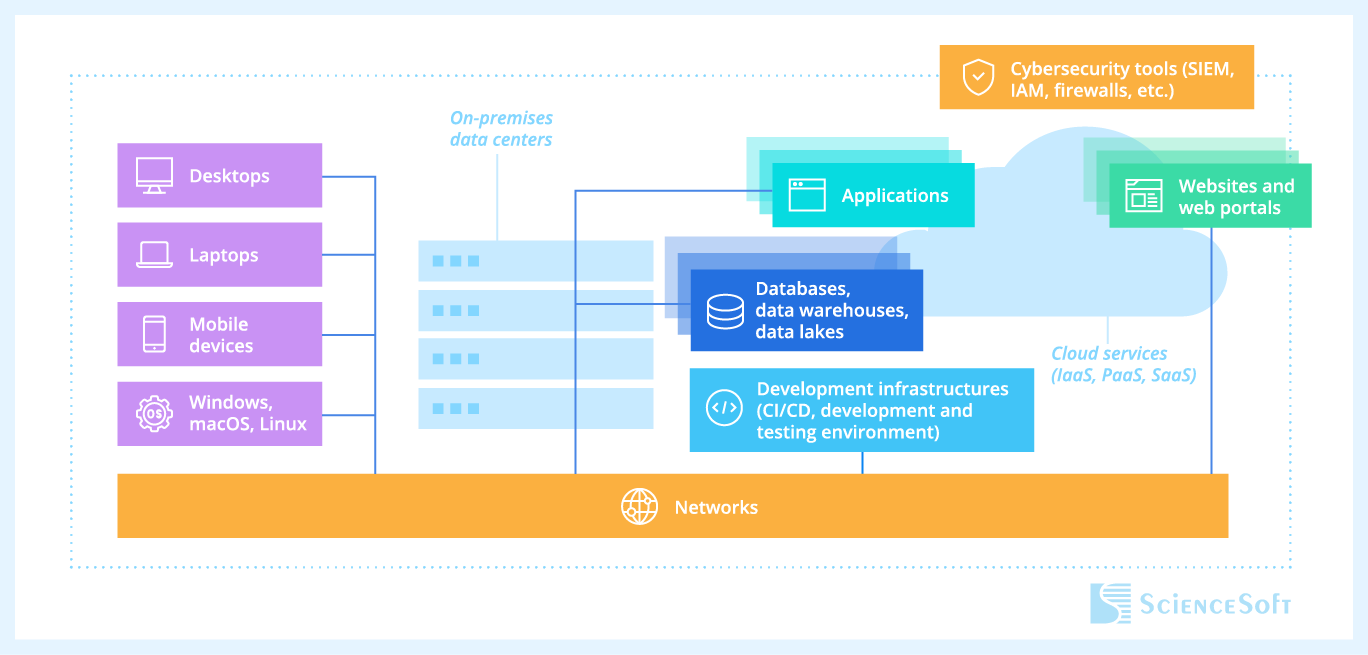 Cybersecurity tools (SIEM,
IAM, firewalls, etc.)
On-premises
data centers
Desktops
Laptops
Mobile
devices
OS
Windows,
macOS, Linux
Applications
Websites and
web portals
Databases,
data warehouses,
data lakes
Cloud services
(IaaS, PaaS, SaaS)
Development infrastructures
(CI/CD, development and
testing environment)
Networks
ScienceSoft